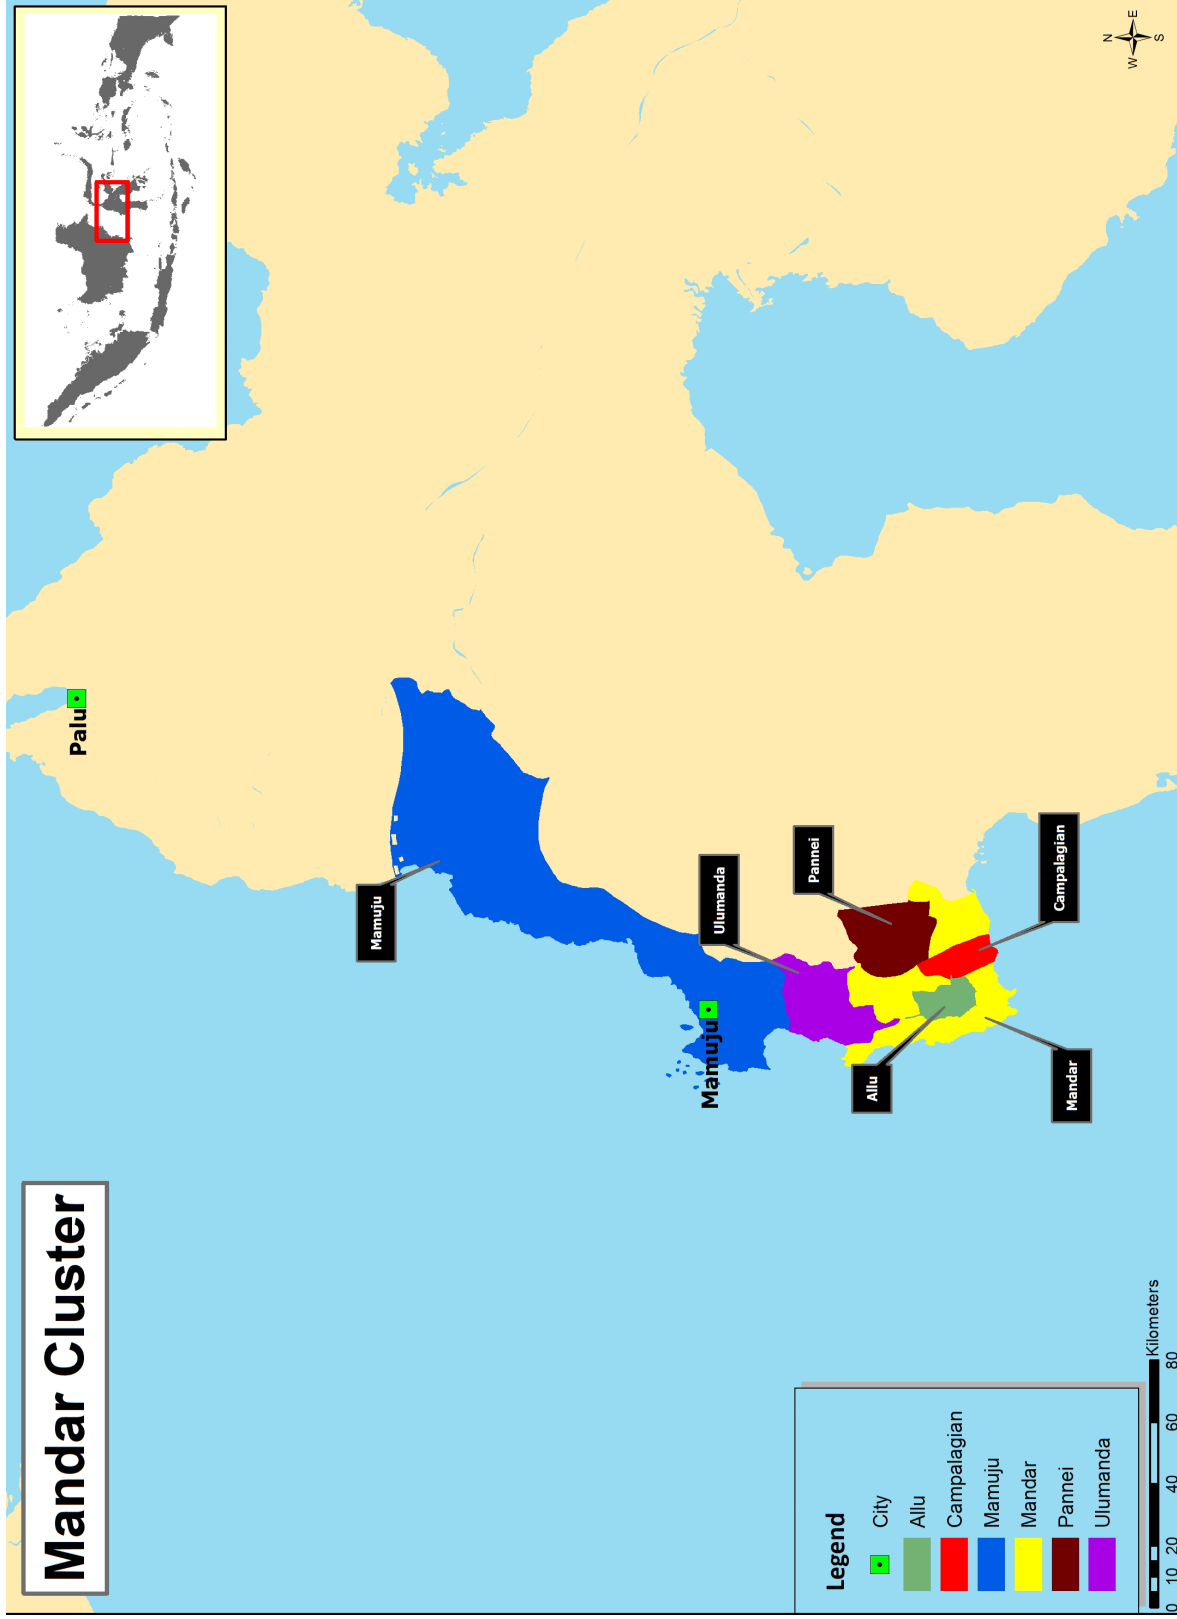 Mandar Cluster
N
W
E
S
Palu
Mamuju
Mamuju
Ulumanda
Pannei
Campalagian
Allu
Mandar
Legend
City
Allu
Campalagian
Mamuju
Mandar
Pannei
Ulumanda
Kilometers
0 10 20 40 60 80